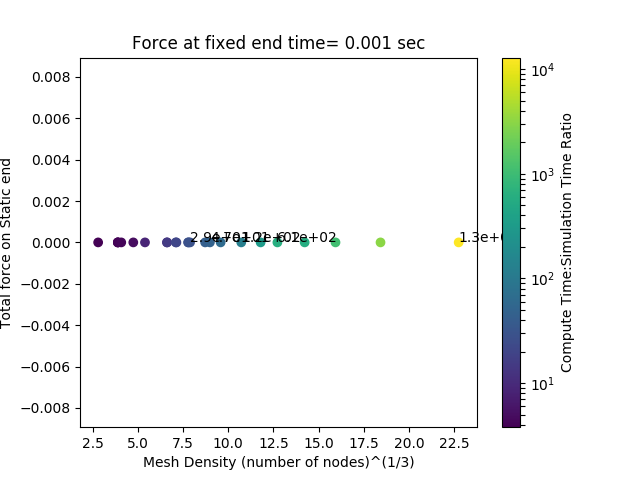 Force at fixed end time= 0.001 sec
Total force on Static end
0.008
0.006
0.004
0.002
0.000
−0.002
−0.004
−0.006
−0.008
1.3e+
2.5 5.0 7.5 10.0 12.5 15.0 17.5 20.0 22.5
Mesh Density (number of nodes)^(1/3)
10^4
10^3
10^2
10^1
Compute Time:Simulation Time Ratio